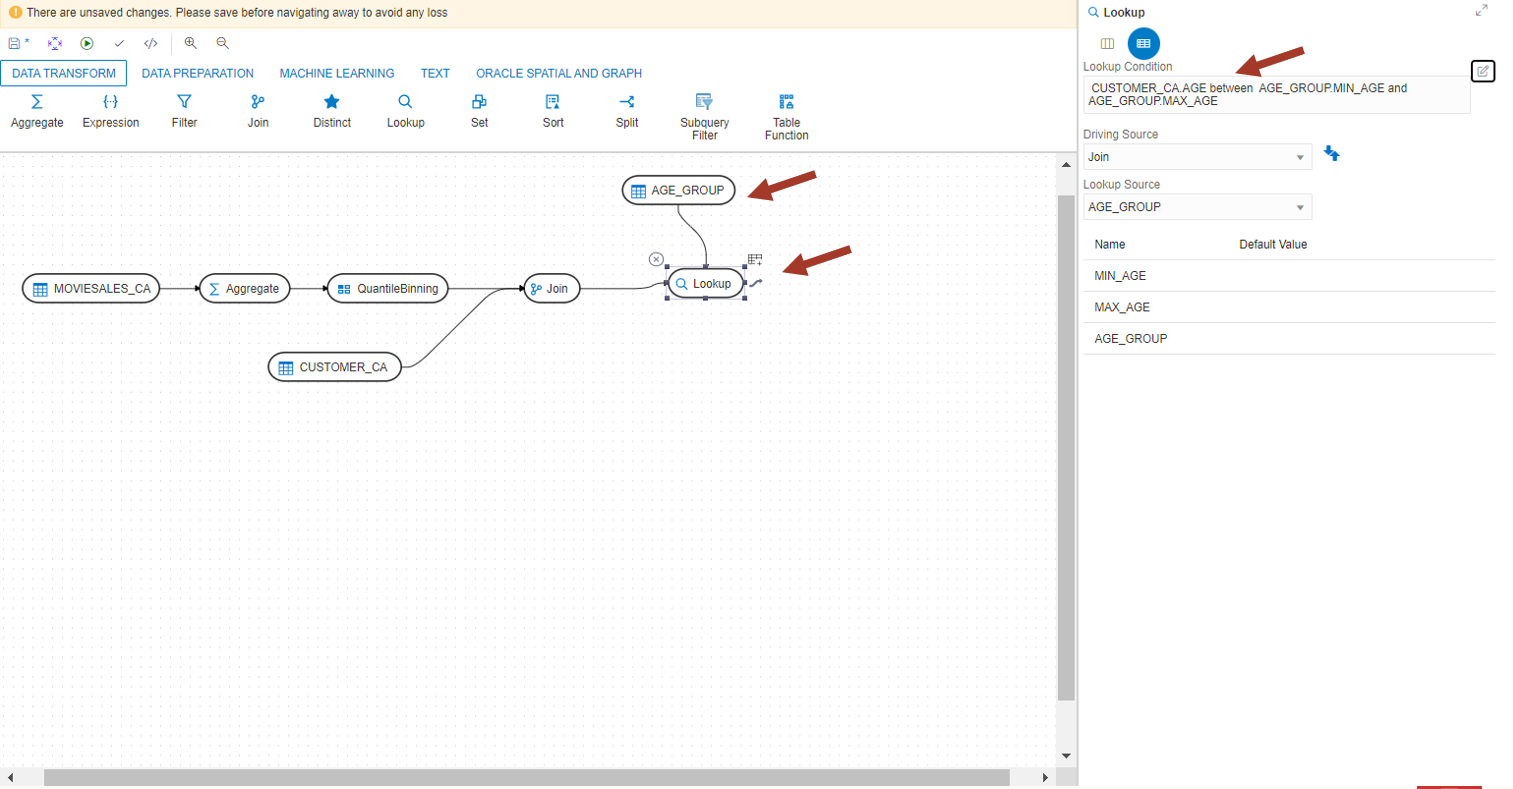 There are unsaved changes. Please save before navigating away to avoid any loss
DATA TRANSFORM
DATA PREPARATION
MACHINE LEARNING
TEXT
ORACLE SPATIAL AND GRAPH
Aggregate
Expression
Filter
Join
Distinct
Lookup
Set
Sort
Split
Subquery
Filter
Table
Function
AGE_GROUP
MOVIESALES_CA
Aggregate
QuantileBinning
Join
Lookup
CUSTOMER_CA
Lookup
Lookup Condition
CUSTOMER_CA.AGE between  AGE_GROUP.MIN_AGE and
AGE_GROUP.MAX_AGE
Driving Source
Join
Lookup Source
AGE_GROUP
Name Default Value
MIN_AGE
MAX_AGE
AGE_GROUP